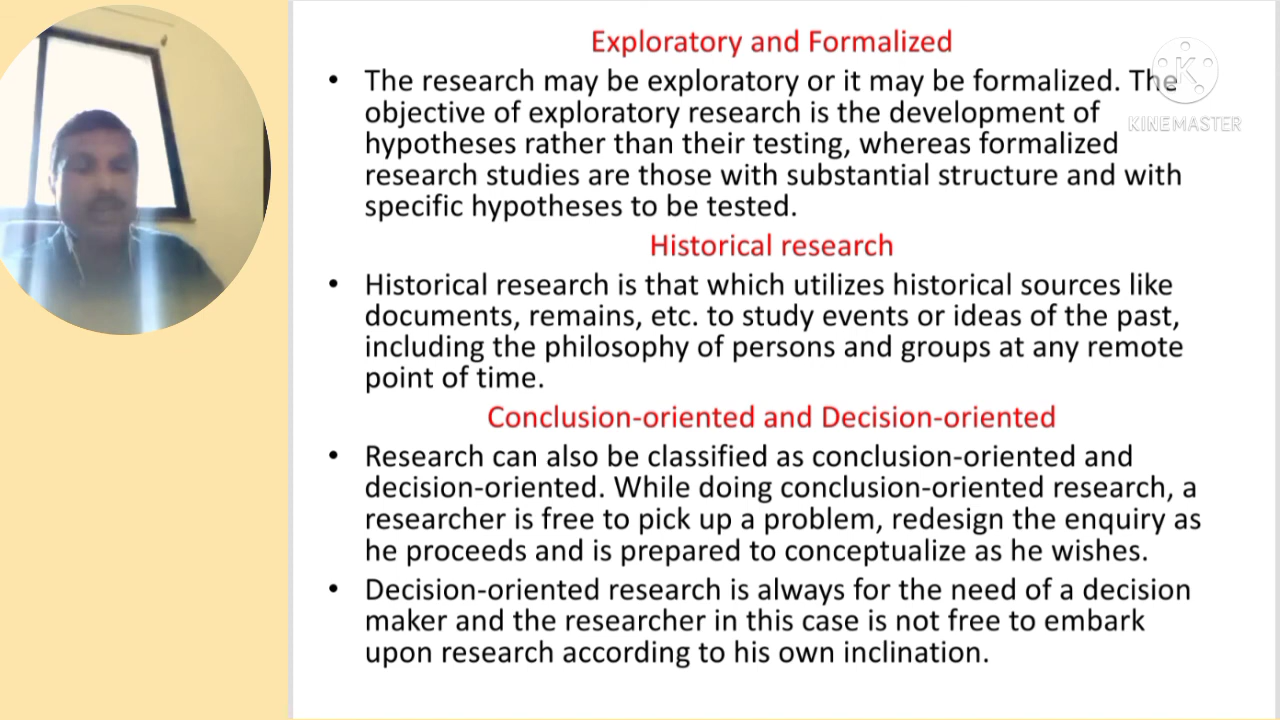 Exploratory and Formalized
• The research may be exploratory or it may be formalized. The
objective of exploratory research is the development of
hypotheses rather than their testing, whereas formalized
research studies are those with substantial structure and with
specific hypotheses to be tested.
Historical research
• Historical research is that which utilizes historical sources like
documents, remains, etc. to study events or ideas of the past,
including the philosophy of persons and groups at any remote
point of time.
Conclusion-oriented and Decision-oriented
• Research can also be classified as conclusion-oriented and
decision-oriented. While doing conclusion-oriented research, a
researcher is free to pick up a problem, redesign the enquiry as
he proceeds and is prepared to conceptualize as he wishes.
• Decision-oriented research is always for the need of a decision
maker and the researcher in this case is not free to embark
upon research according to his own inclination.
K
KINEMASTER